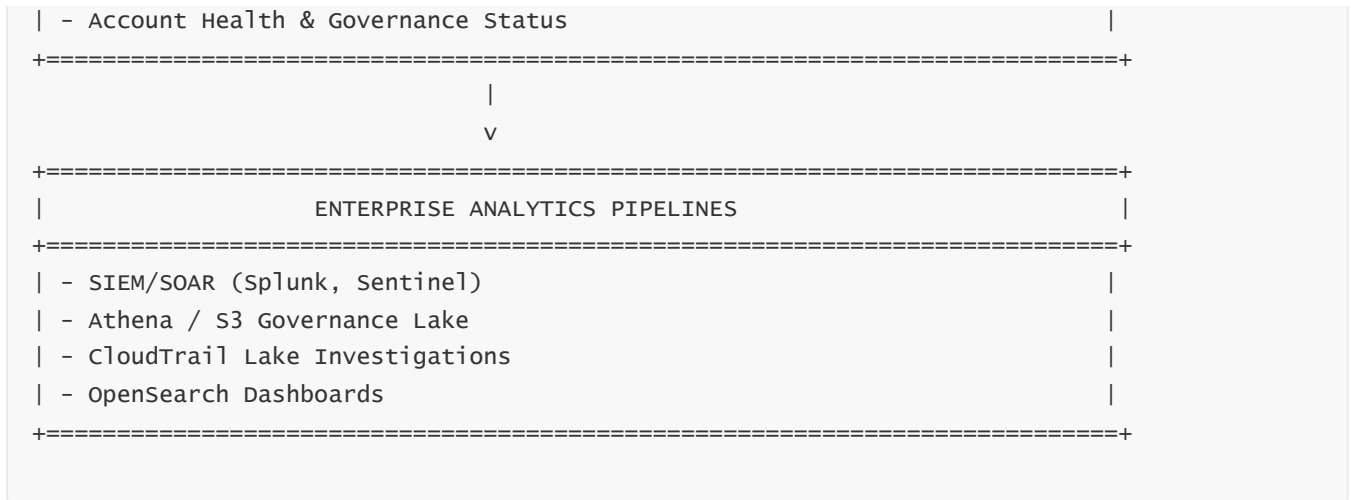 | - Account Health & Governance Status |
+============================================================================+
|
v
+============================================================================+
| ENTERPRISE ANALYTICS PIPELINES |
+============================================================================+
| - SIEM/SOAR (Splunk, Sentinel) |
| - Athena / S3 Governance Lake |
| - CloudTrail Lake Investigations |
| - OpenSearch Dashboards |
+============================================================================+